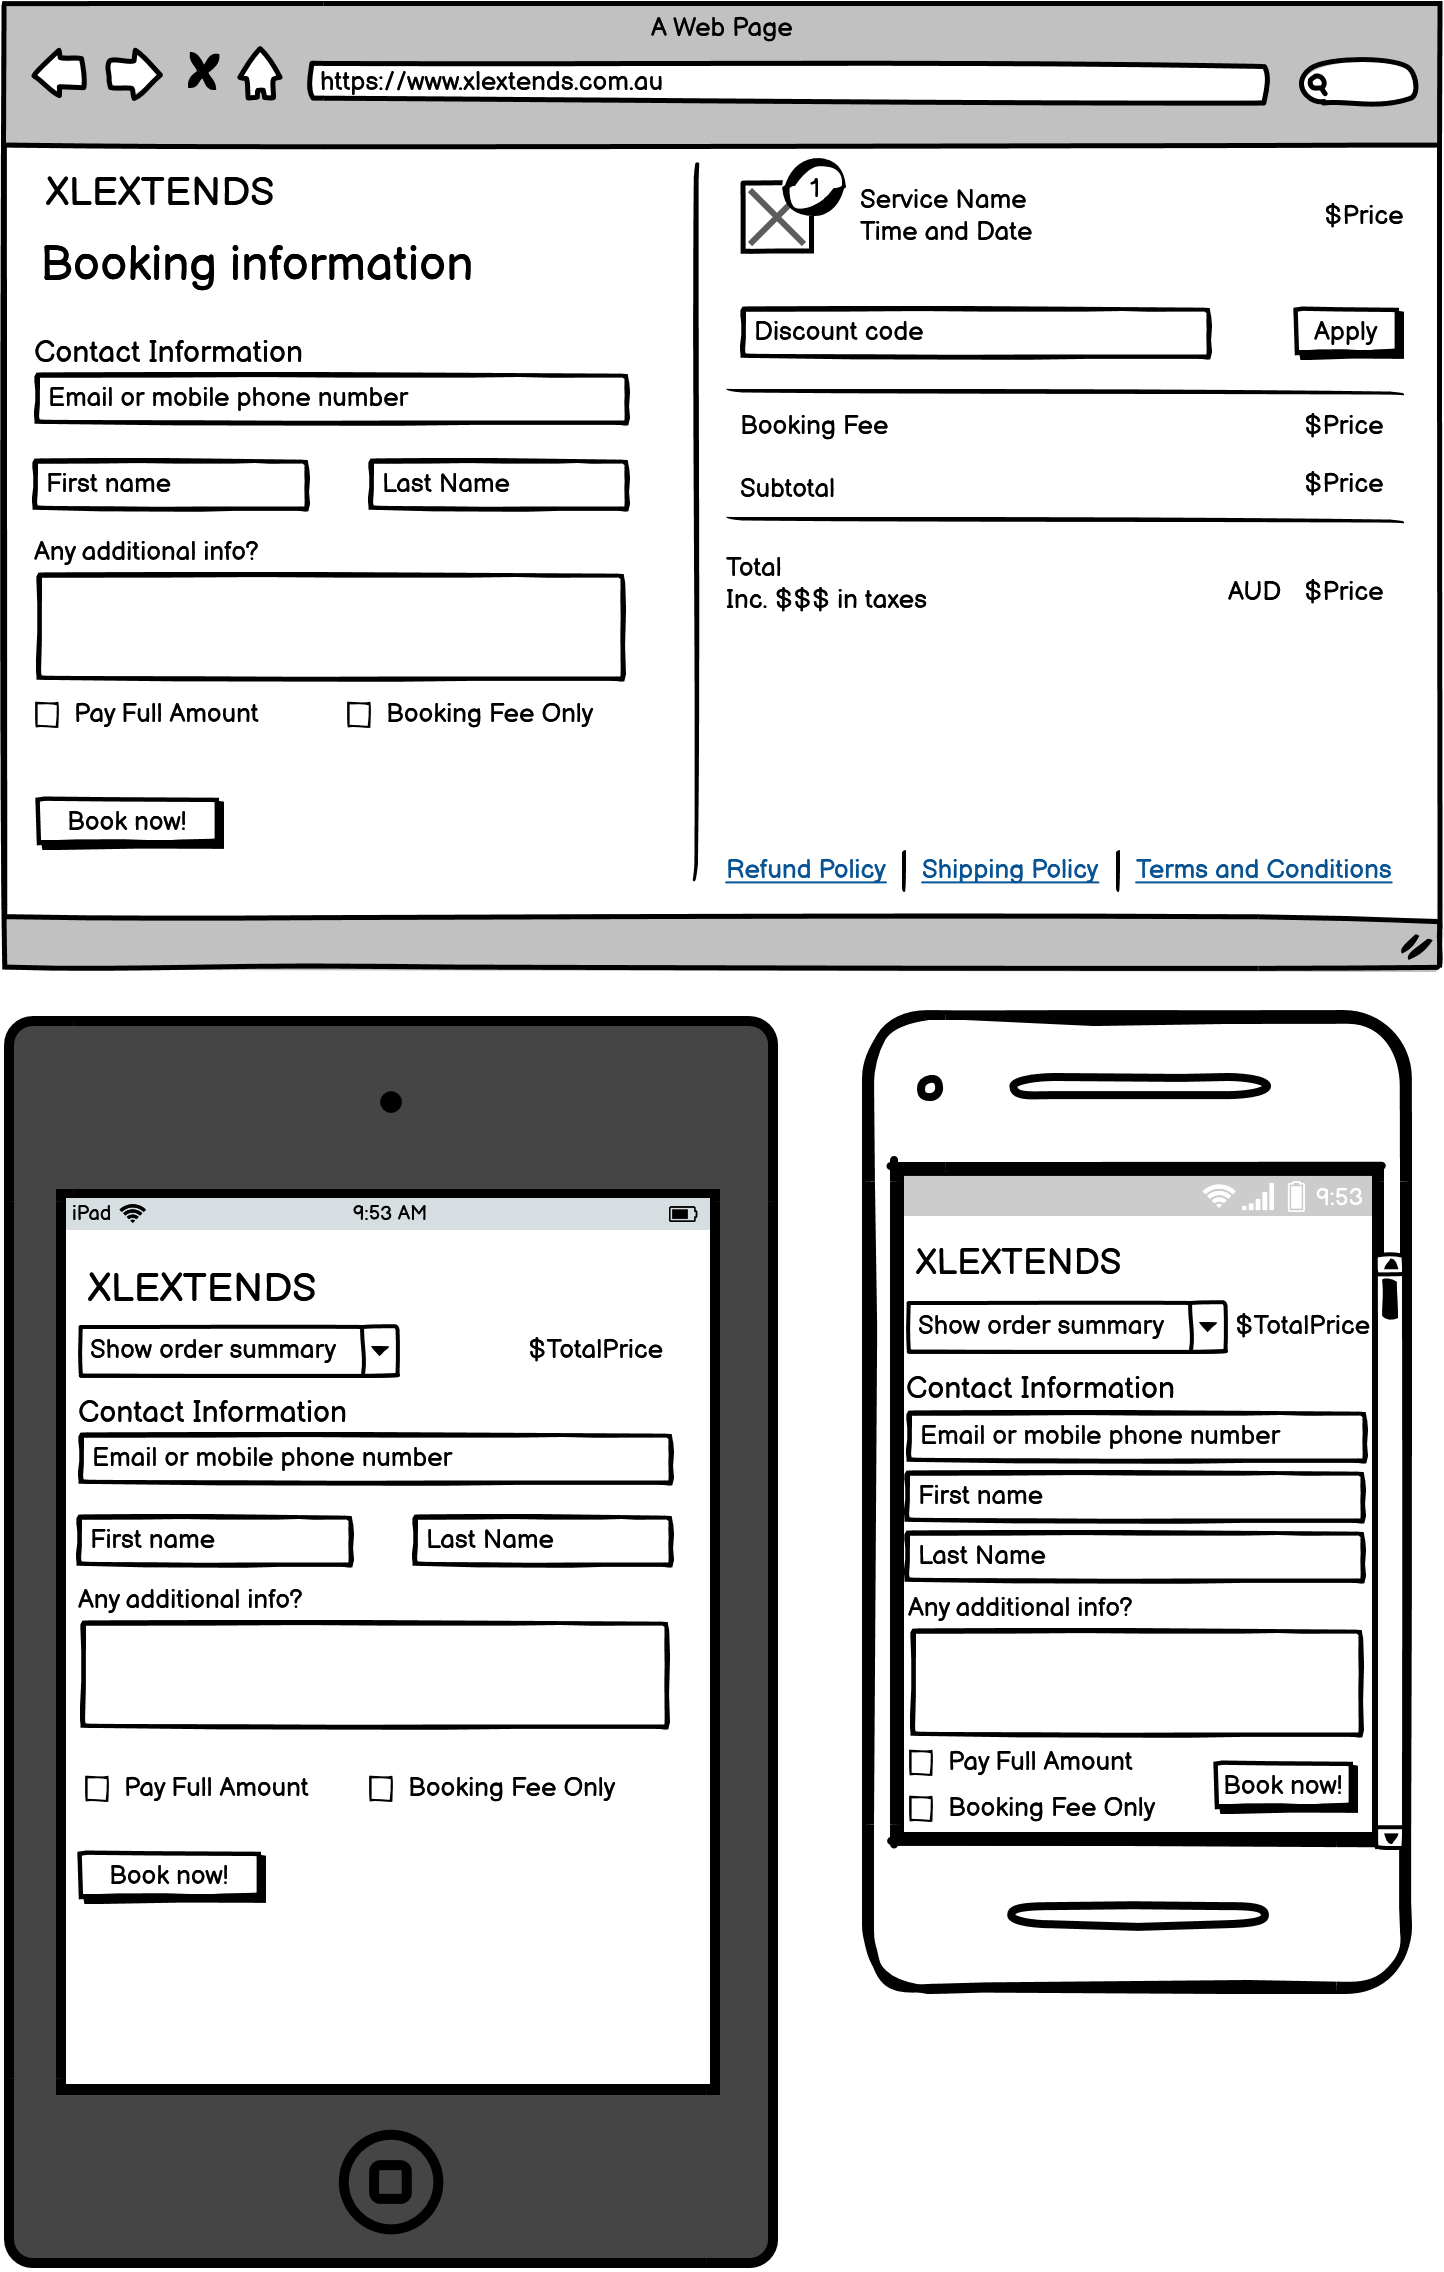 A Web Page
https://www.xlextends.com.au
XLEXTENDS
Booking information
Contact Information
Email or mobile phone number
First name
Last Name
Any additional info?
Pay Full Amount
Booking Fee Only
Book now!
1
Service Name
Time and Date
$Price
Discount code
Apply
Booking Fee
$Price
Subtotal
$Price
Total
Inc. $$$ in taxes
AUD $Price
Refund Policy
Shipping Policy
Terms and Conditions
iPad
9:53 AM
XLEXTENDS
Show order summary
$TotalPrice
Contact Information
Email or mobile phone number
First name
Last Name
Any additional info?
Pay Full Amount
Booking Fee Only
Book now!
9:53
XLEXTENDS
Show order summary
$TotalPrice
Contact Information
Email or mobile phone number
First name
Last Name
Any additional info?
Pay Full Amount
Booking Fee Only
Book now!